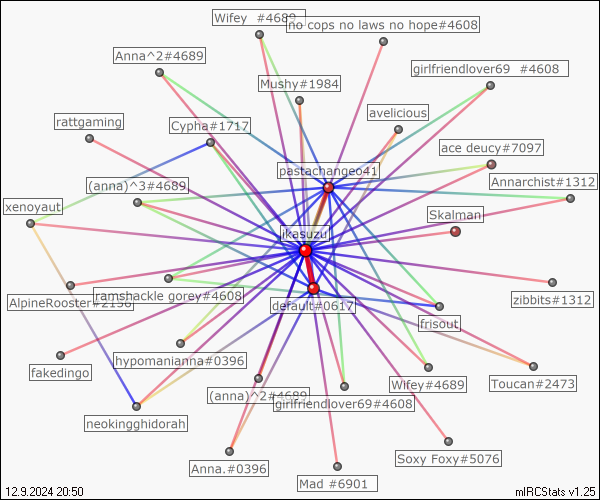 Wifey  #4689
no cops no laws no hope#4608
Anna^2#4689
girlfriendlover69  #4608
Mushy#1984
avelicious
rattgaming
Cypha#1717
ace deucy#7097
pastachangeo41
(anna)^3#4689
Annarchist#1312
xenoyaut
Skalman
ikasuzu
AlpineRooster#2138
ramshackle gorey#4608
zibbits#1312
default#0617
frisout
hypomanianna#0396
fakedingo
Wifey#4689
Toucan#2473
(anna)^2#4689
girlfriendlover69#4608
neokingghidorah
Soxy Foxy#5076
Anna.#0396
Mad #6901
12.9.2024 20:50
mIRCStats v1.25